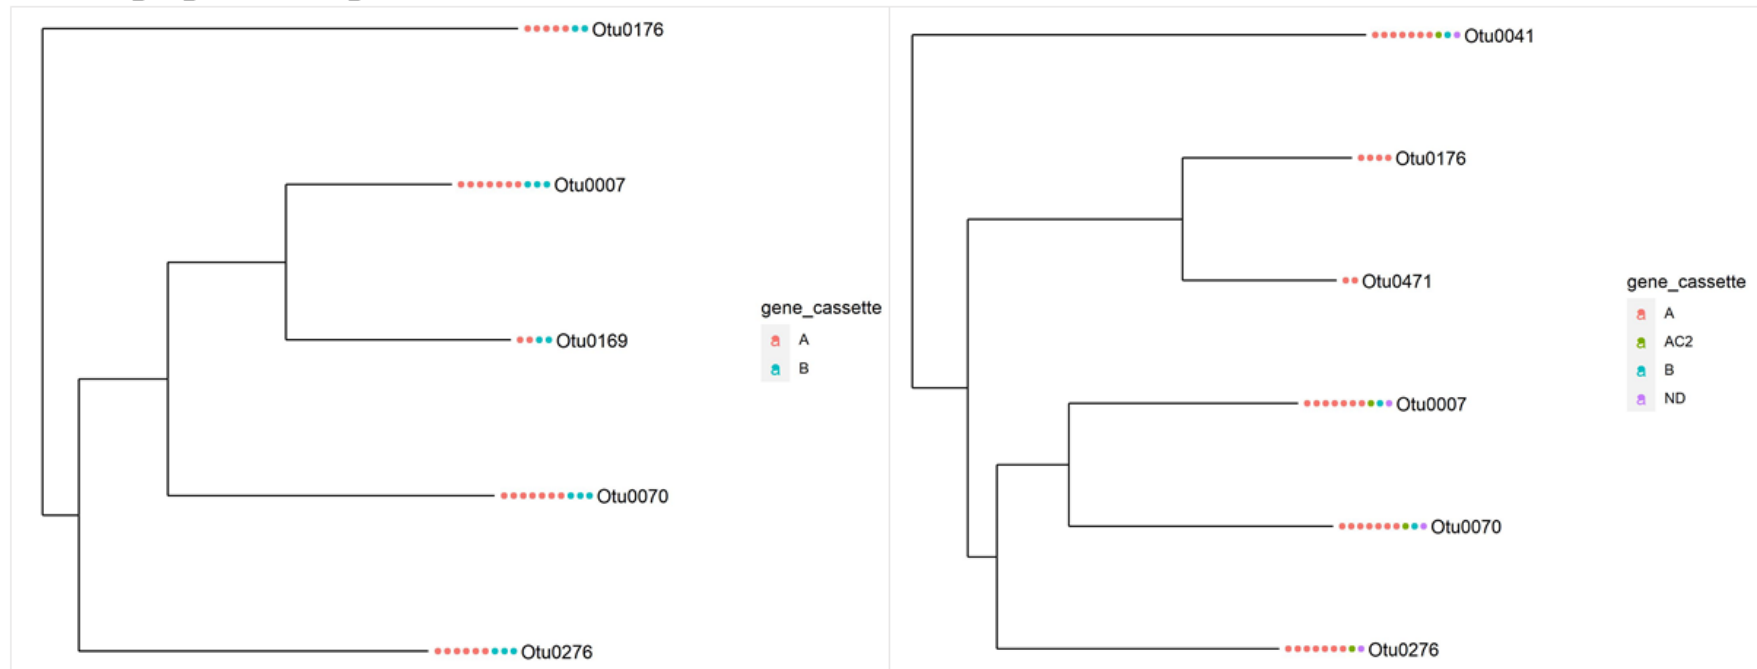 Otu0176
Otu0007
Otu0169
Otu0070
Otu0276
gene_cassette
a A
a B
Otu0041
Otu0176
Otu0471
Otu0007
Otu0070
Otu0276
gene_cassette
a A
a AC2
a B
a ND